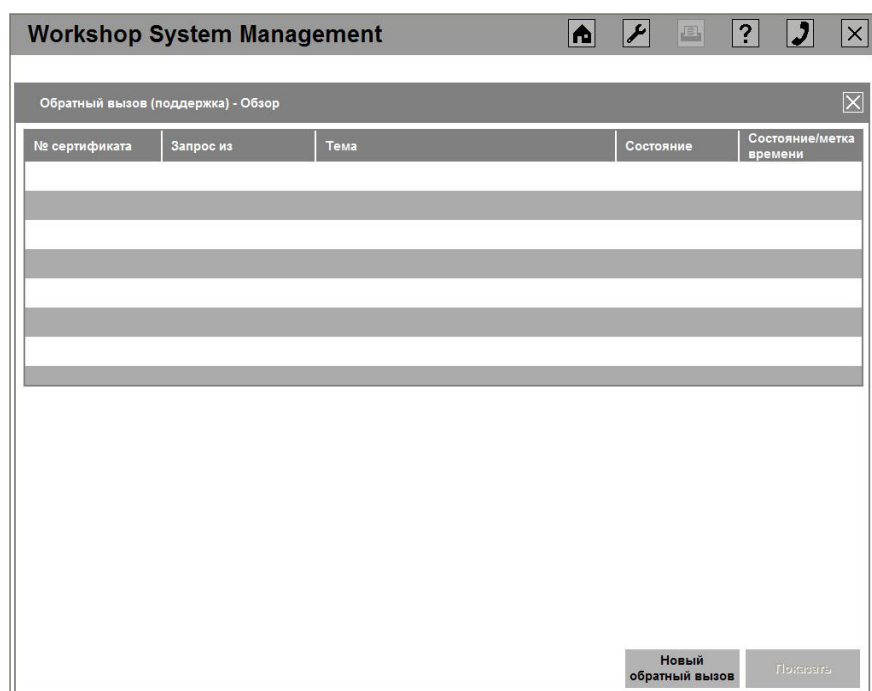 Workshop System Management
?
Обратный вызов (поддержка) - Обзор
№ сертификата Запрос из Тема Состояние Состояние/метка
времени
Новый
обратный вызов
Показать